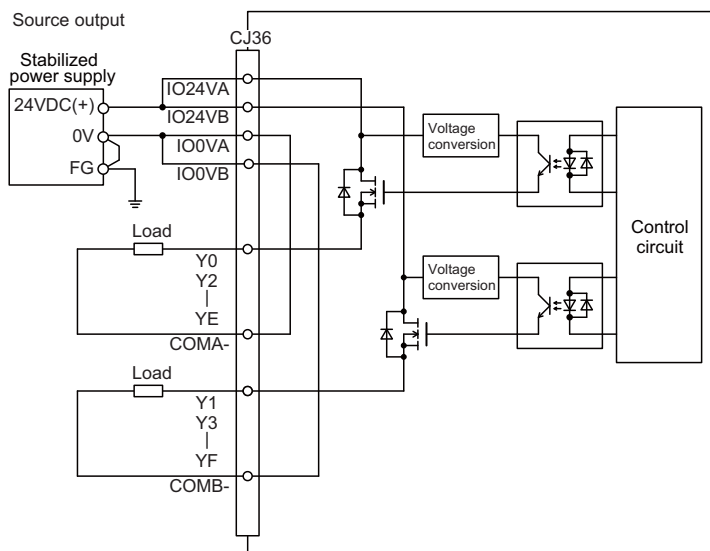 Source output
CJ36
Stabilized
power supply
24VDC(+)
0V
FG
IO24VA
IO24VB
IO0VA
IO0VB
Voltage
conversion
Load
Y0
Y2
|
YE
COMA-
Control
circuit
Voltage
conversion
Load
Y1
Y3
|
YF
COMB-